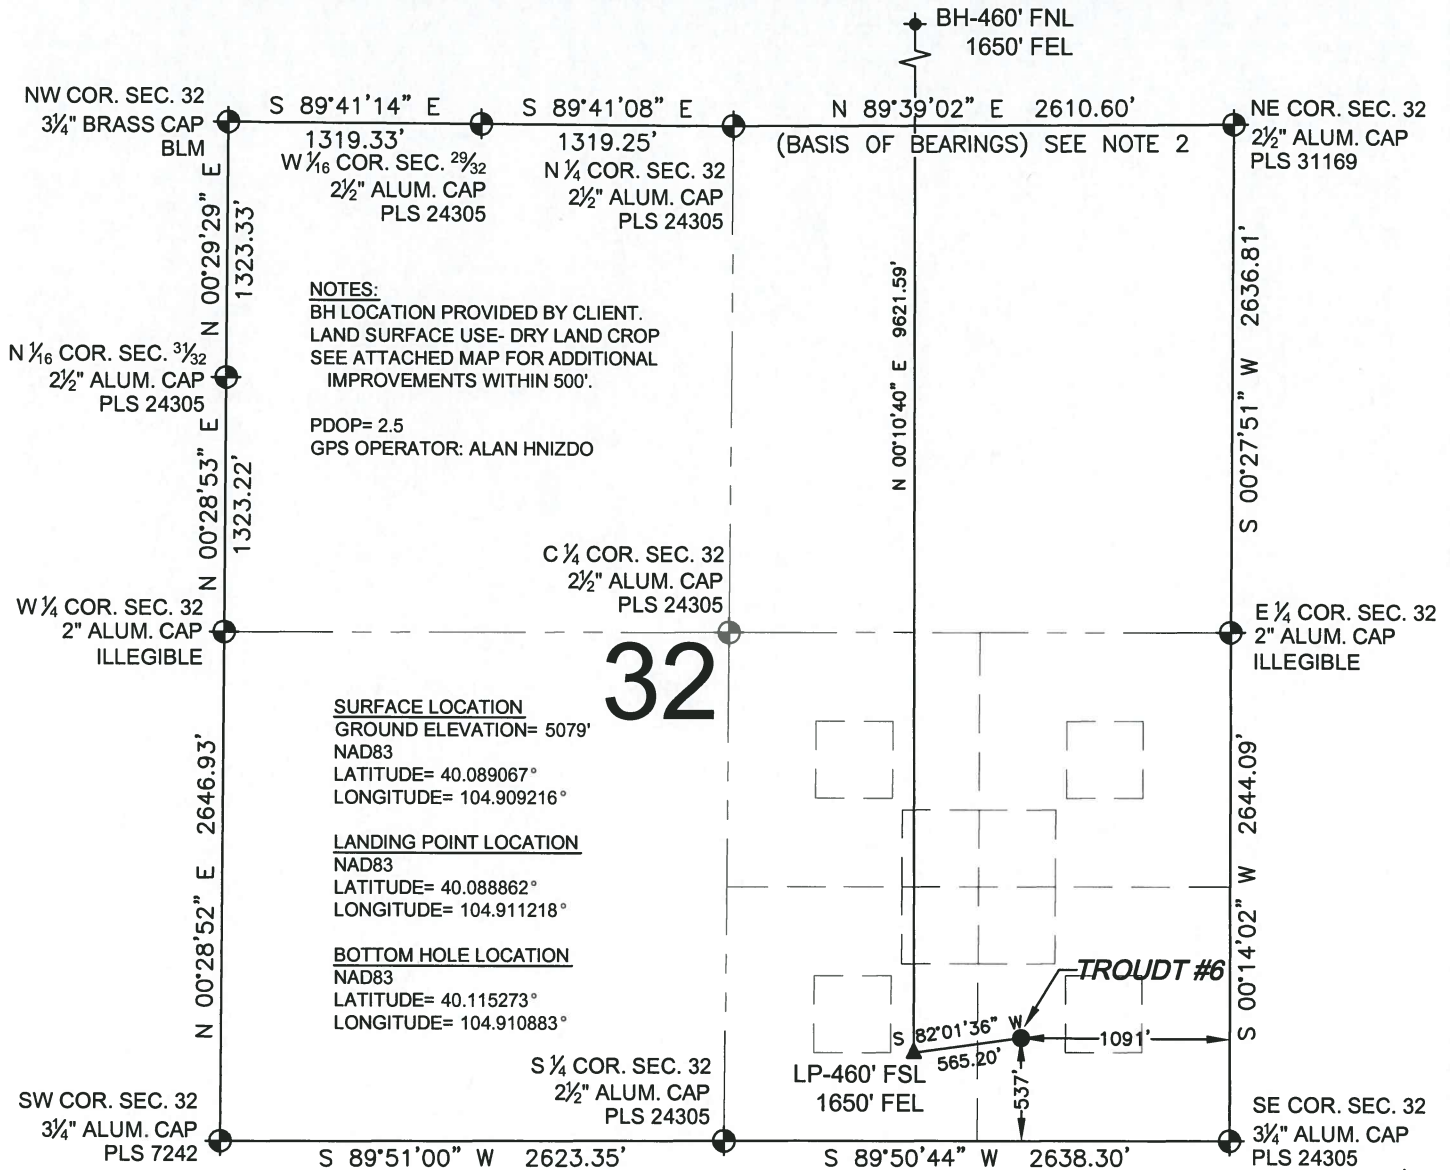 BH-460' FNL
1650' FEL
NW COR. SEC. 32
3¼" BRASS CAP
BLM
S 89°41'14" E
1319.33'
W 1⁄16 COR. SEC. 29⁄32
2½" ALUM. CAP
PLS 24305
S 89°41'08" E
1319.25'
N ¼ COR. SEC. 32
2½" ALUM. CAP
PLS 24305
N 89°39'02" E 2610.60'
(BASIS OF BEARINGS) SEE NOTE 2
NE COR. SEC. 32
2½" ALUM. CAP
PLS 31169
N 00°29'29" E
1323.33'
NOTES:
BH LOCATION PROVIDED BY CLIENT.
LAND SURFACE USE- DRY LAND CROP
SEE ATTACHED MAP FOR ADDITIONAL
IMPROVEMENTS WITHIN 500'.
PDOP= 2.5
GPS OPERATOR: ALAN HNIZDO
N 00°10'40" E 9621.59'
S 00°27'51" W 2636.81'
N 1⁄16 COR. SEC. 31⁄32
2½" ALUM. CAP
PLS 24305
N 00°28'53" E
1323.22'
C ¼ COR. SEC. 32
2½" ALUM. CAP
PLS 24305
W ¼ COR. SEC. 32
2" ALUM. CAP
ILLEGIBLE
E ¼ COR. SEC. 32
2" ALUM. CAP
ILLEGIBLE
32
SURFACE LOCATION
GROUND ELEVATION= 5079'
NAD83
LATITUDE= 40.089067°
LONGITUDE= 104.909216°
LANDING POINT LOCATION
NAD83
LATITUDE= 40.088862°
LONGITUDE= 104.911218°
BOTTOM HOLE LOCATION
NAD83
LATITUDE= 40.115273°
LONGITUDE= 104.910883°
N 00°28'52" E 2646.93'
S 00°14'02" W 2644.09'
TROUDT #6
S 82°01'36" W
565.20'
1091'
537'
LP-460' FSL
1650' FEL
S ¼ COR. SEC. 32
2½" ALUM. CAP
PLS 24305
SW COR. SEC. 32
3¼" ALUM. CAP
PLS 7242
S 89°51'00" W 2623.35'
S 89°50'44" W 2638.30'
SE COR. SEC. 32
3¼" ALUM. CAP
PLS 24305